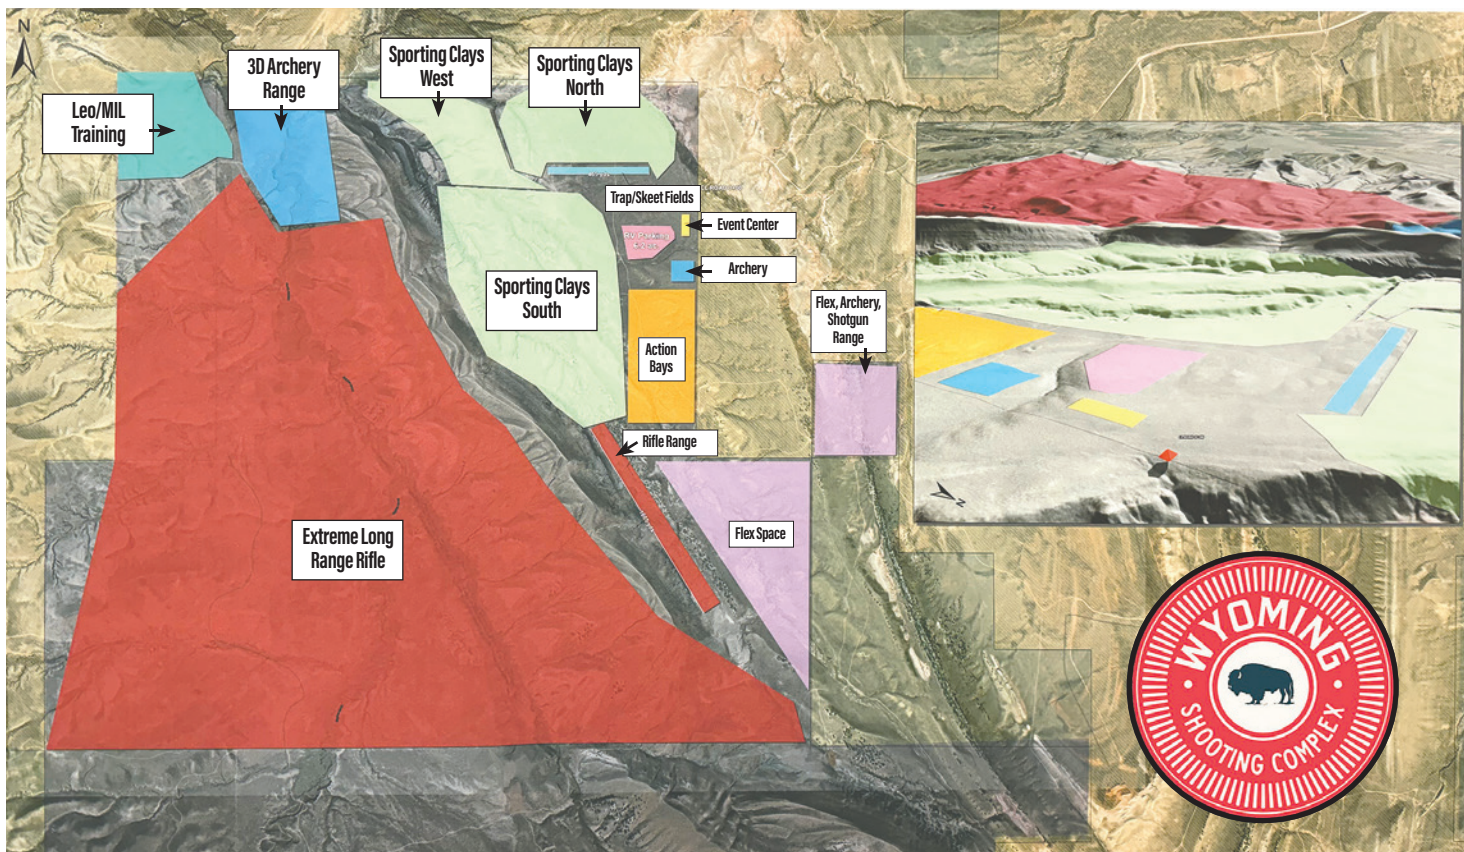 N
Leo/MIL
Training
3D Archery
Range
Sporting Clays
West
Sporting Clays
North
Trap/Skeet Fields
Event Center
RV Parking
Archery
Sporting Clays
South
Action
Bays
Flex, Archery,
Shotgun
Range
Rifle Range
Flex Space
Extreme Long
Range Rifle
N
WYOMING
SHOOTING COMPLEX